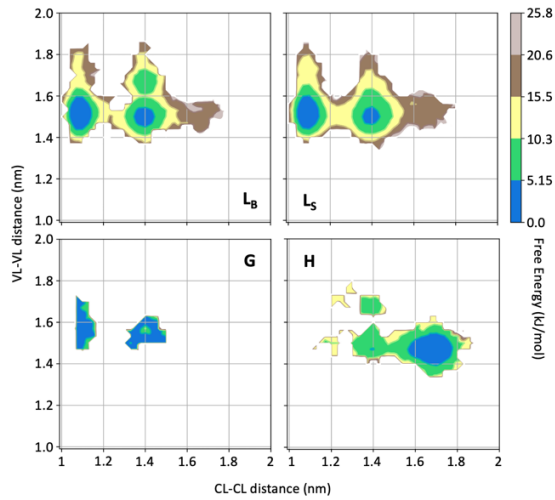 2.0
1.8
1.6
1.4
1.2
1.0
L_B
L_S
25.8
20.6
15.5
10.3
5.15
0.0
Free Energy (kJ/mol)
VL-VL distance (nm)
2.0
1.8
1.6
1.4
1.2
1.0
G
H
1 1.2 1.4 1.6 1.8 2
1 1.2 1.4 1.6 1.8 2
CL-CL distance (nm)